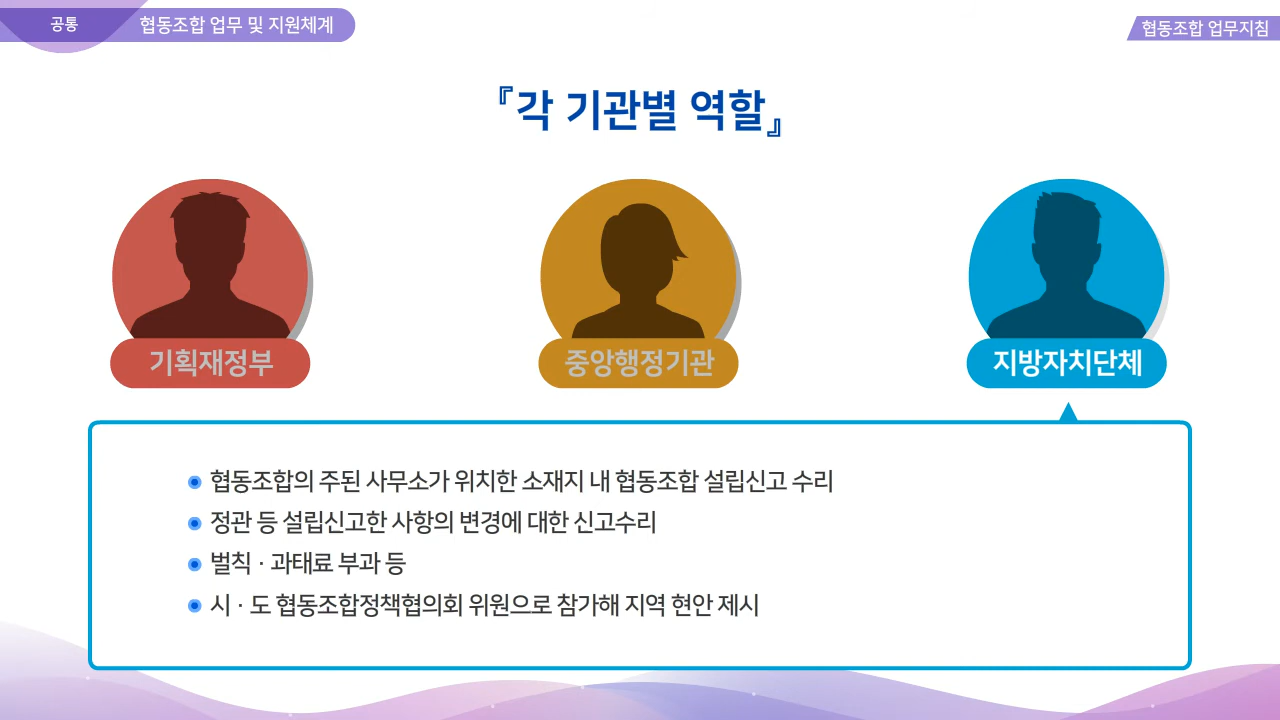 공통
협동조합 업무 및 지원체계
협동조합 업무지침
『각 기관별 역할』
기획재정부
중앙행정기관
지방자치단체
협동조합의 주된 사무소가 위치한 소재지 내 협동조합 설립신고 수리
정관 등 설립신고한 사항의 변경에 대한 신고수리
벌칙 · 과태료 부과 등
시 · 도 협동조합정책협의회 위원으로 참가해 지역 현안 제시